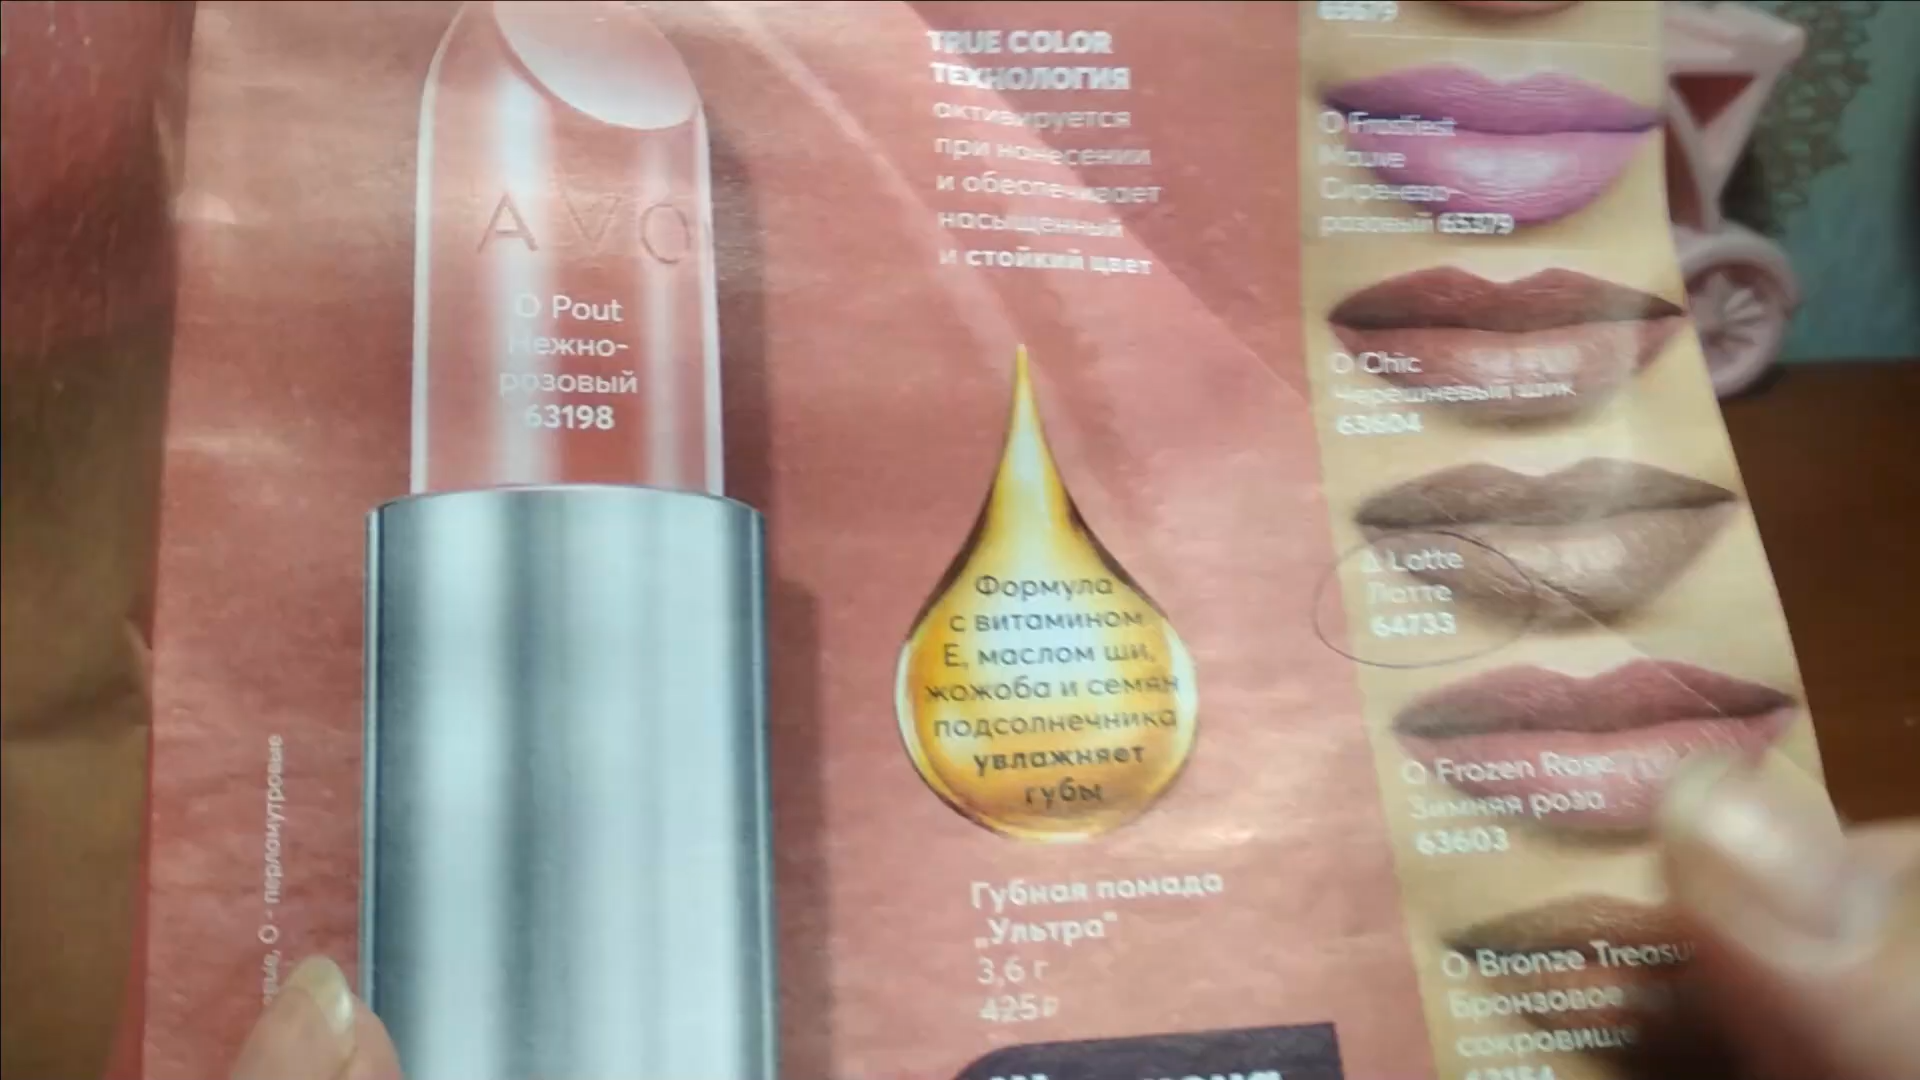 TRUE COLOR
ТЕХНОЛОГИЯ
активируется
при нанесении
и обеспечивает
насыщенный
и стойкий цвет
AVO
O Pout
Нежно-
розовый
63198
Формула
с витамином
Е, маслом ши,
жожоба и семян
подсолнечника
увлажняет
губы
Губная помада
„Ультра"
3,6 г
425₽
O - перламутровые
O Frostiest
Mauve
Сиренево-
розовый 65379
O Chic
Черешневый шик
63604
Δ Latte
Латте
64733
O Frozen Rose
Зимняя роза
63603
O Bronze Treasu
Бронзовое
сокровище